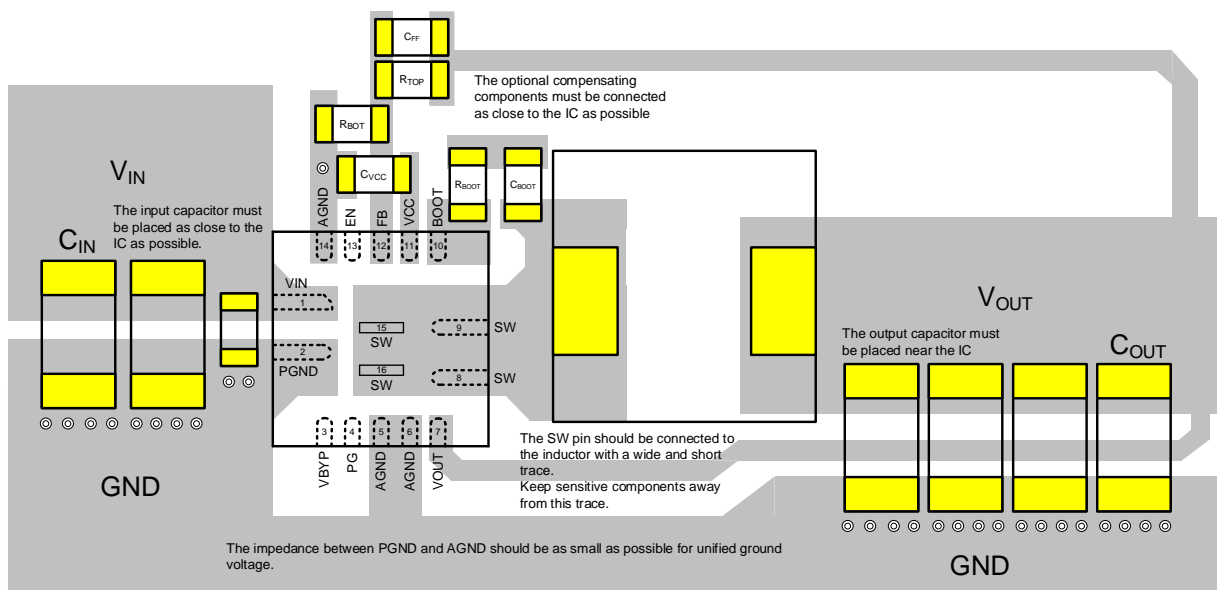 CFF
RTOP
The optional compensating
components must be connected
as close to the IC as possible
RBOT
CVCC
RBOOT
CBOOT
VIN
The input capacitor must
be placed as close to the
IC as possible.
CIN
AGND
EN
FB
VCC
BOOT
14
13
12
11
10
VIN
1
2
PGND
15
SW
16
SW
9
SW
8
SW
3
4
5
6
7
VBYP
PG
AGND
AGND
VOUT
VOUT
The output capacitor must
be placed near the IC
COUT
The SW pin should be connected to
the inductor with a wide and short
trace.
Keep sensitive components away
from this trace.
GND
The impedance between PGND and AGND should be as small as possible for unified ground
voltage.
GND